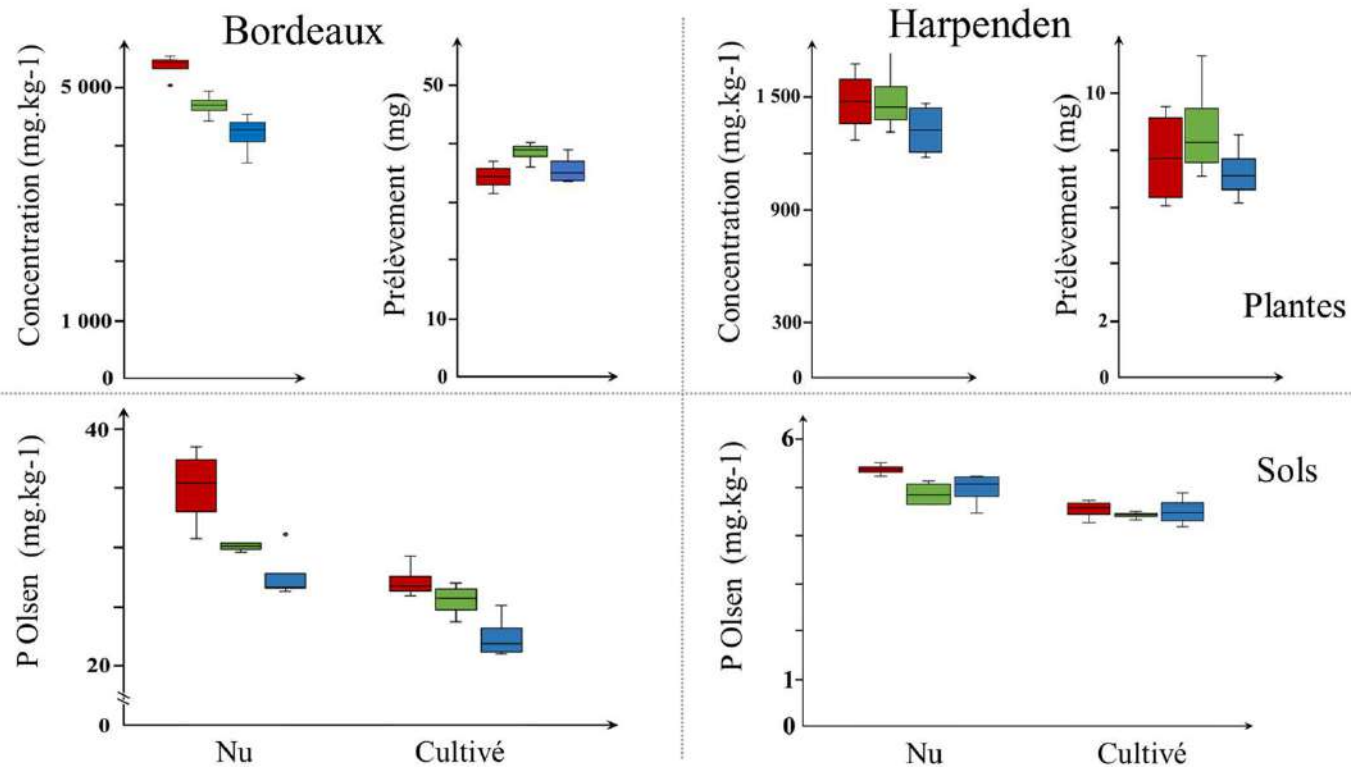 Bordeaux
Concentration (mg.kg-1)
5 000
1 000
0
Prélèvement (mg)
50
10
0
Harpenden
Concentration (mg.kg-1)
1 500
900
300
0
Prélèvement (mg)
10
2
0
Plantes
P Olsen (mg.kg-1)
40
20
0
Nu
Cultivé
P Olsen (mg.kg-1)
6
1
0
Nu
Cultivé
Sols